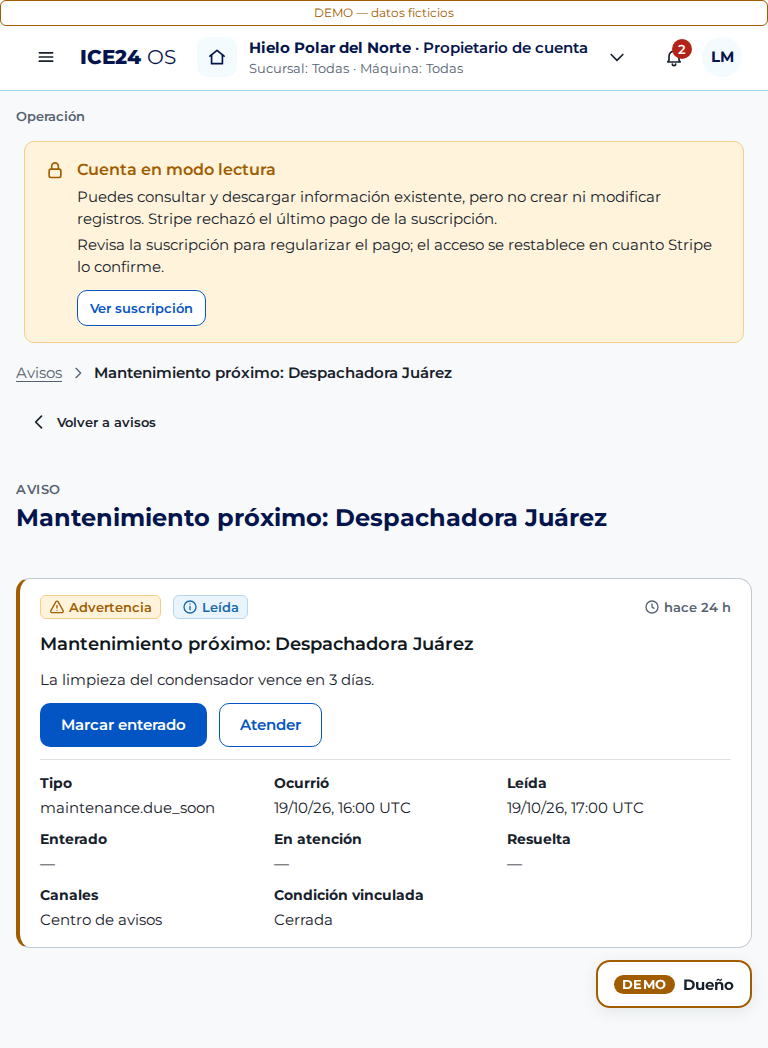 DEMO — datos ficticios
ICE24 OS
Hielo Polar del Norte · Propietario de cuenta
Sucursal: Todas · Máquina: Todas
2
LM
Operación
Cuenta en modo lectura
Puedes consultar y descargar información existente, pero no crear ni modificar
registros. Stripe rechazó el último pago de la suscripción.
Revisa la suscripción para regularizar el pago; el acceso se restablece en cuanto Stripe
lo confirme.
Ver suscripción
Avisos > Mantenimiento próximo: Despachadora Juárez
Volver a avisos
AVISO
Mantenimiento próximo: Despachadora Juárez
Advertencia Leída hace 24 h
Mantenimiento próximo: Despachadora Juárez
La limpieza del condensador vence en 3 días.
Marcar enterado Atender
Tipo Ocurrió Leída
maintenance.due_soon 19/10/26, 16:00 UTC 19/10/26, 17:00 UTC
Enterado En atención Resuelta
— — —
Canales Condición vinculada
Centro de avisos Cerrada
DEMO Dueño